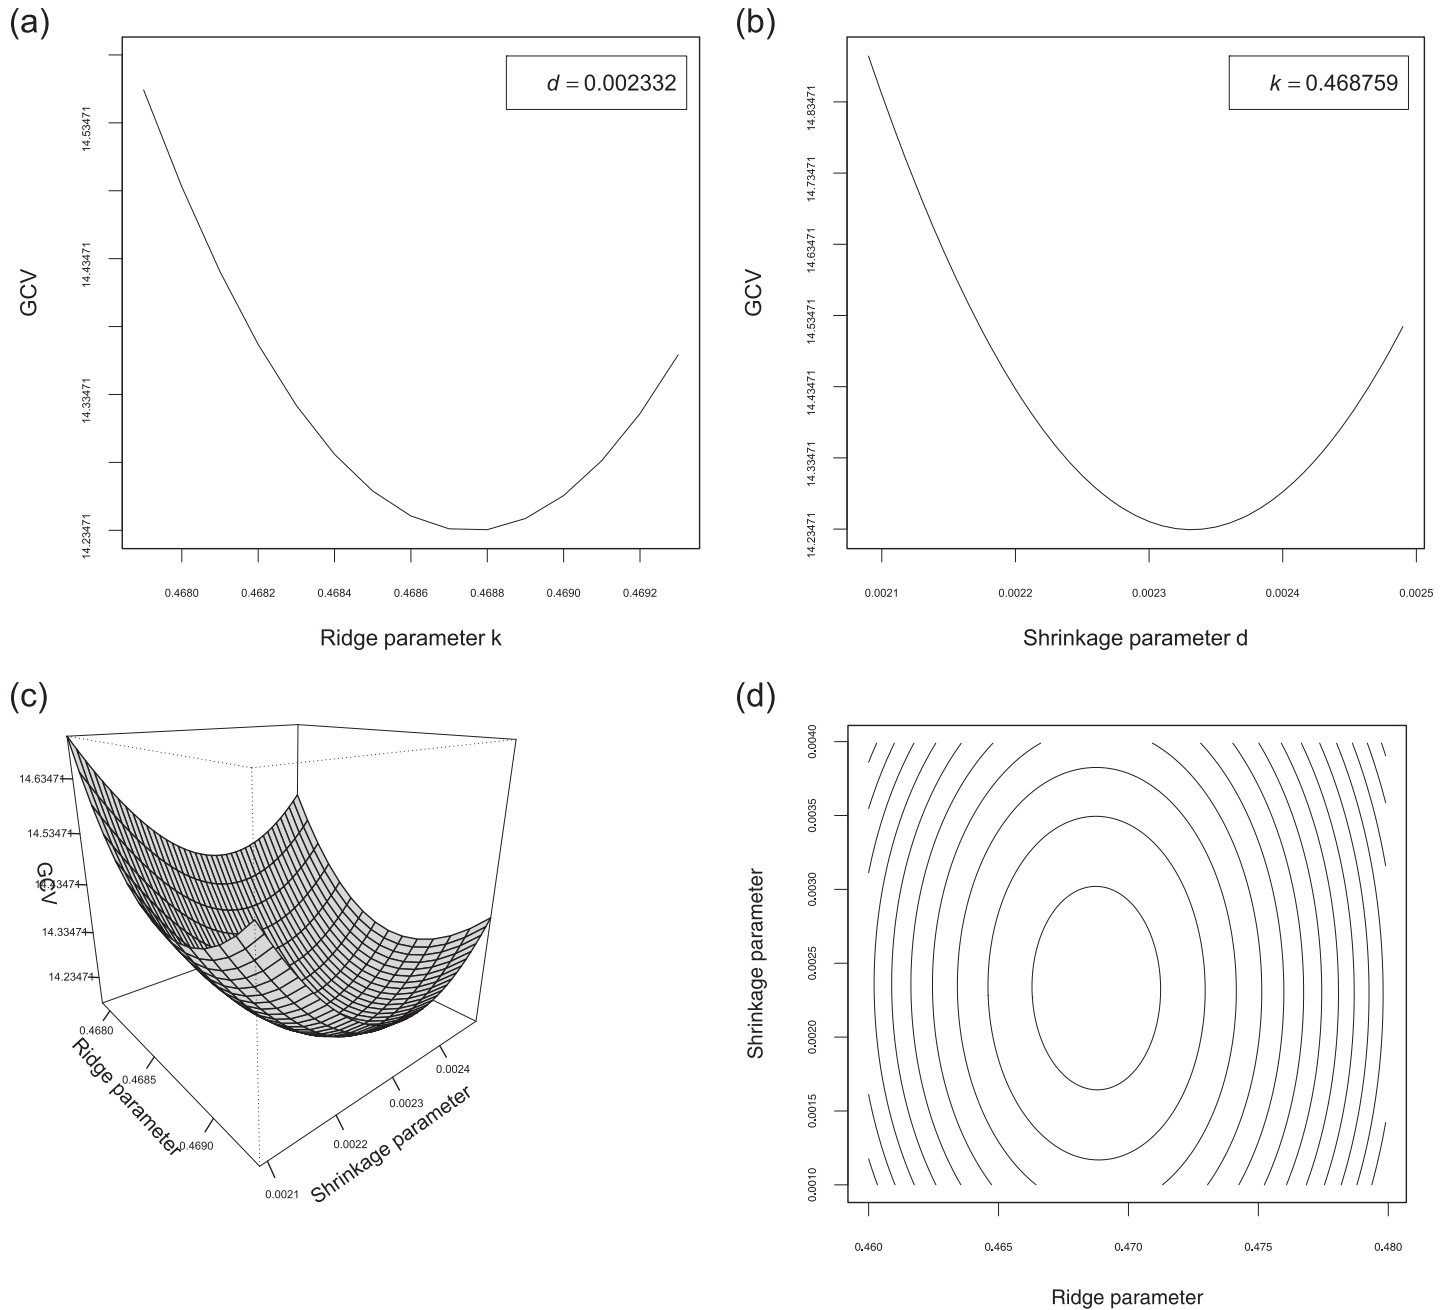 (a)
d = 0.002332
GCV
14.53471
14.43471
14.33471
14.23471
0.4680 0.4682 0.4684 0.4686 0.4688 0.4690 0.4692
Ridge parameter k
(b)
k = 0.468759
GCV
14.83471
14.73471
14.63471
14.53471
14.43471
14.33471
14.23471
0.0021 0.0022 0.0023 0.0024 0.0025
Shrinkage parameter d
(c)
14.63471
14.53471
14.43471
14.33471
14.23471
GCV
0.4680
0.4685
0.4690
Ridge parameter
0.0021
0.0022
0.0023
0.0024
Shrinkage parameter
(d)
Shrinkage parameter
0.0040
0.0035
0.0030
0.0025
0.0020
0.0015
0.0010
0.460 0.465 0.470 0.475 0.480
Ridge parameter